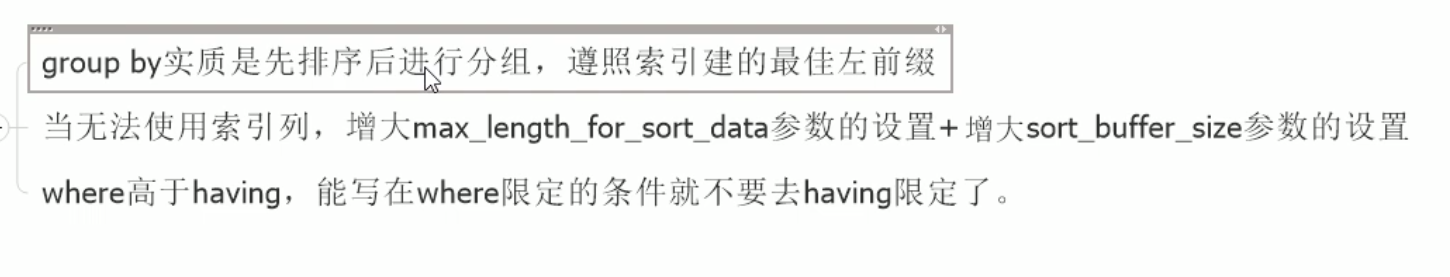 group by实质是先排序后进行分组，遵照索引建的最佳左前缀
当无法使用索引列，增大max_length_for_sort_data参数的设置+增大sort_buffer_size参数的设置
where高于having，能写在where限定的条件就不要去having限定了。